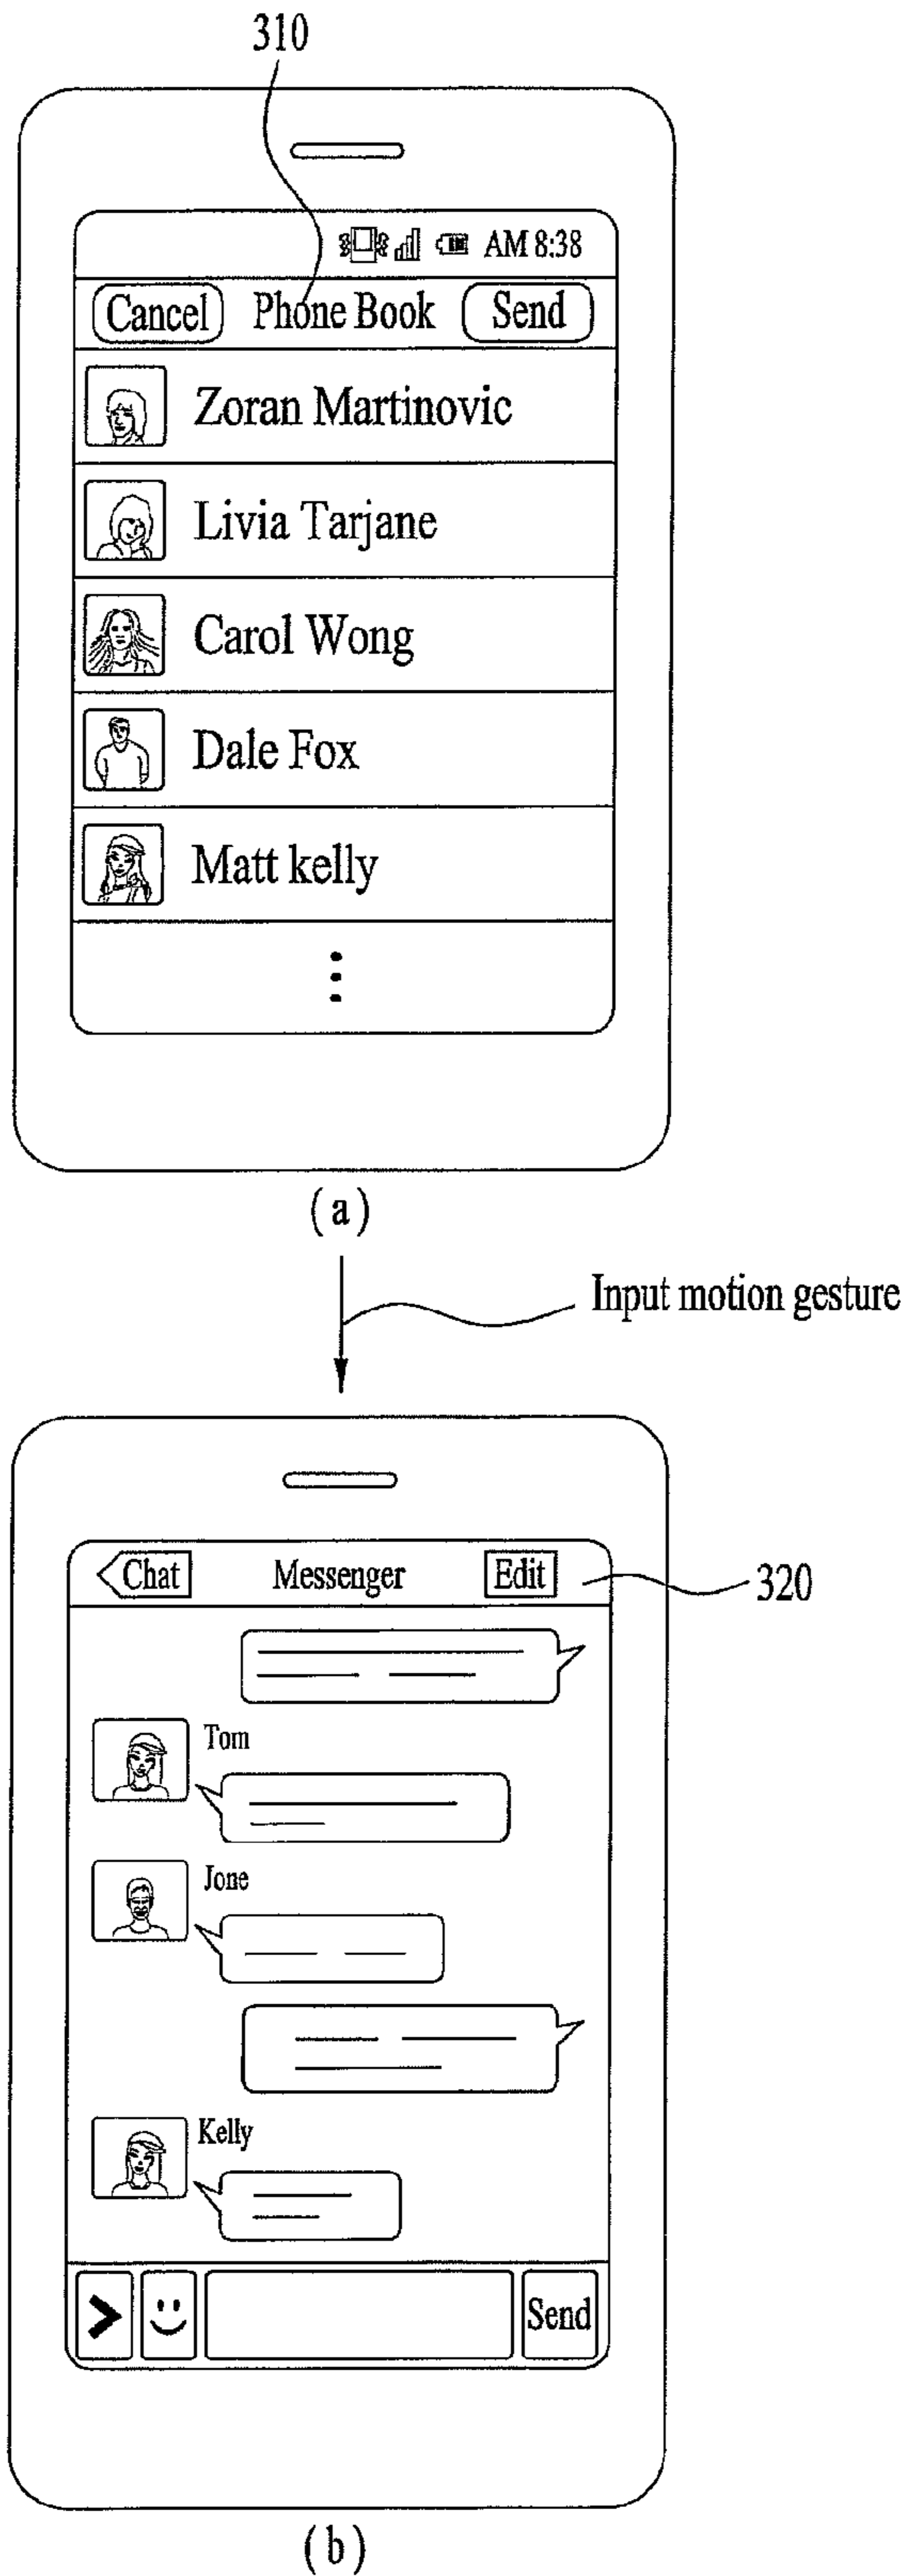 310
AM 8:38
Cancel Phone Book Send
Zoran Martinovic
Livia Tarjane
Carol Wong
Dale Fox
Matt kelly
(a)
Input motion gesture
Chat Messenger Edit
320
Tom
Jone
Kelly
Send
(b)